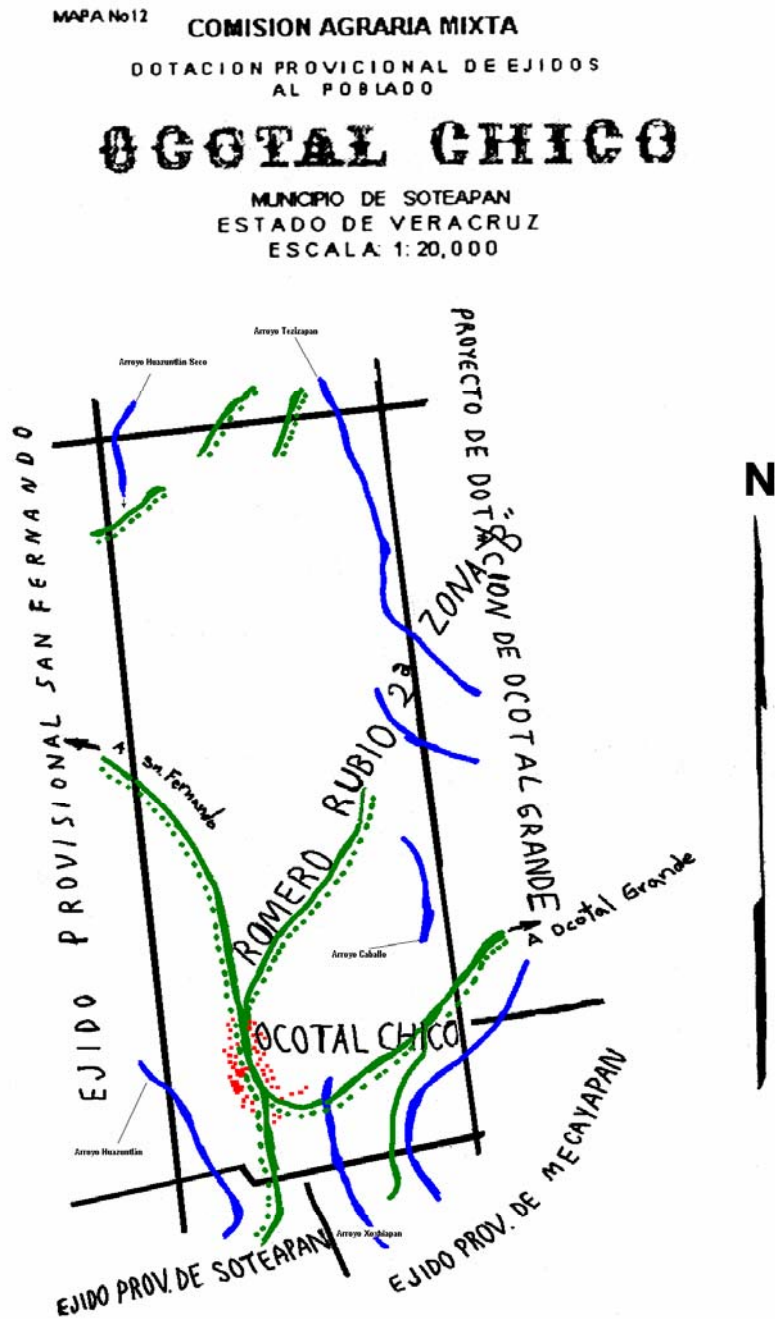 MAPA No12
COMISION AGRARIA MIXTA
DOTACION PROVICIONAL DE EJIDOS
AL POBLADO
OCOTAL CHICO
MUNICIPIO DE SOTEAPAN
ESTADO DE VERACRUZ
ESCALA: 1:20,000
Arroyo Huazuntlán Seco
Arroyo Tezizapan
PROYECTO DE DOTACION DE OCOTAL GRANDE
N
EJIDO PROVISIONAL SAN FERNANDO
ROMERO RUBIO 2a ZONA "B"
A Sn. Fernando
A Ocotal Grande
Arroyo Caballo
OCOTAL CHICO
Arroyo Huazuntlán
Arroyo Xochiapan
EJIDO PROV. DE SOTEAPAN
EJIDO PROV. DE MECAYAPAN